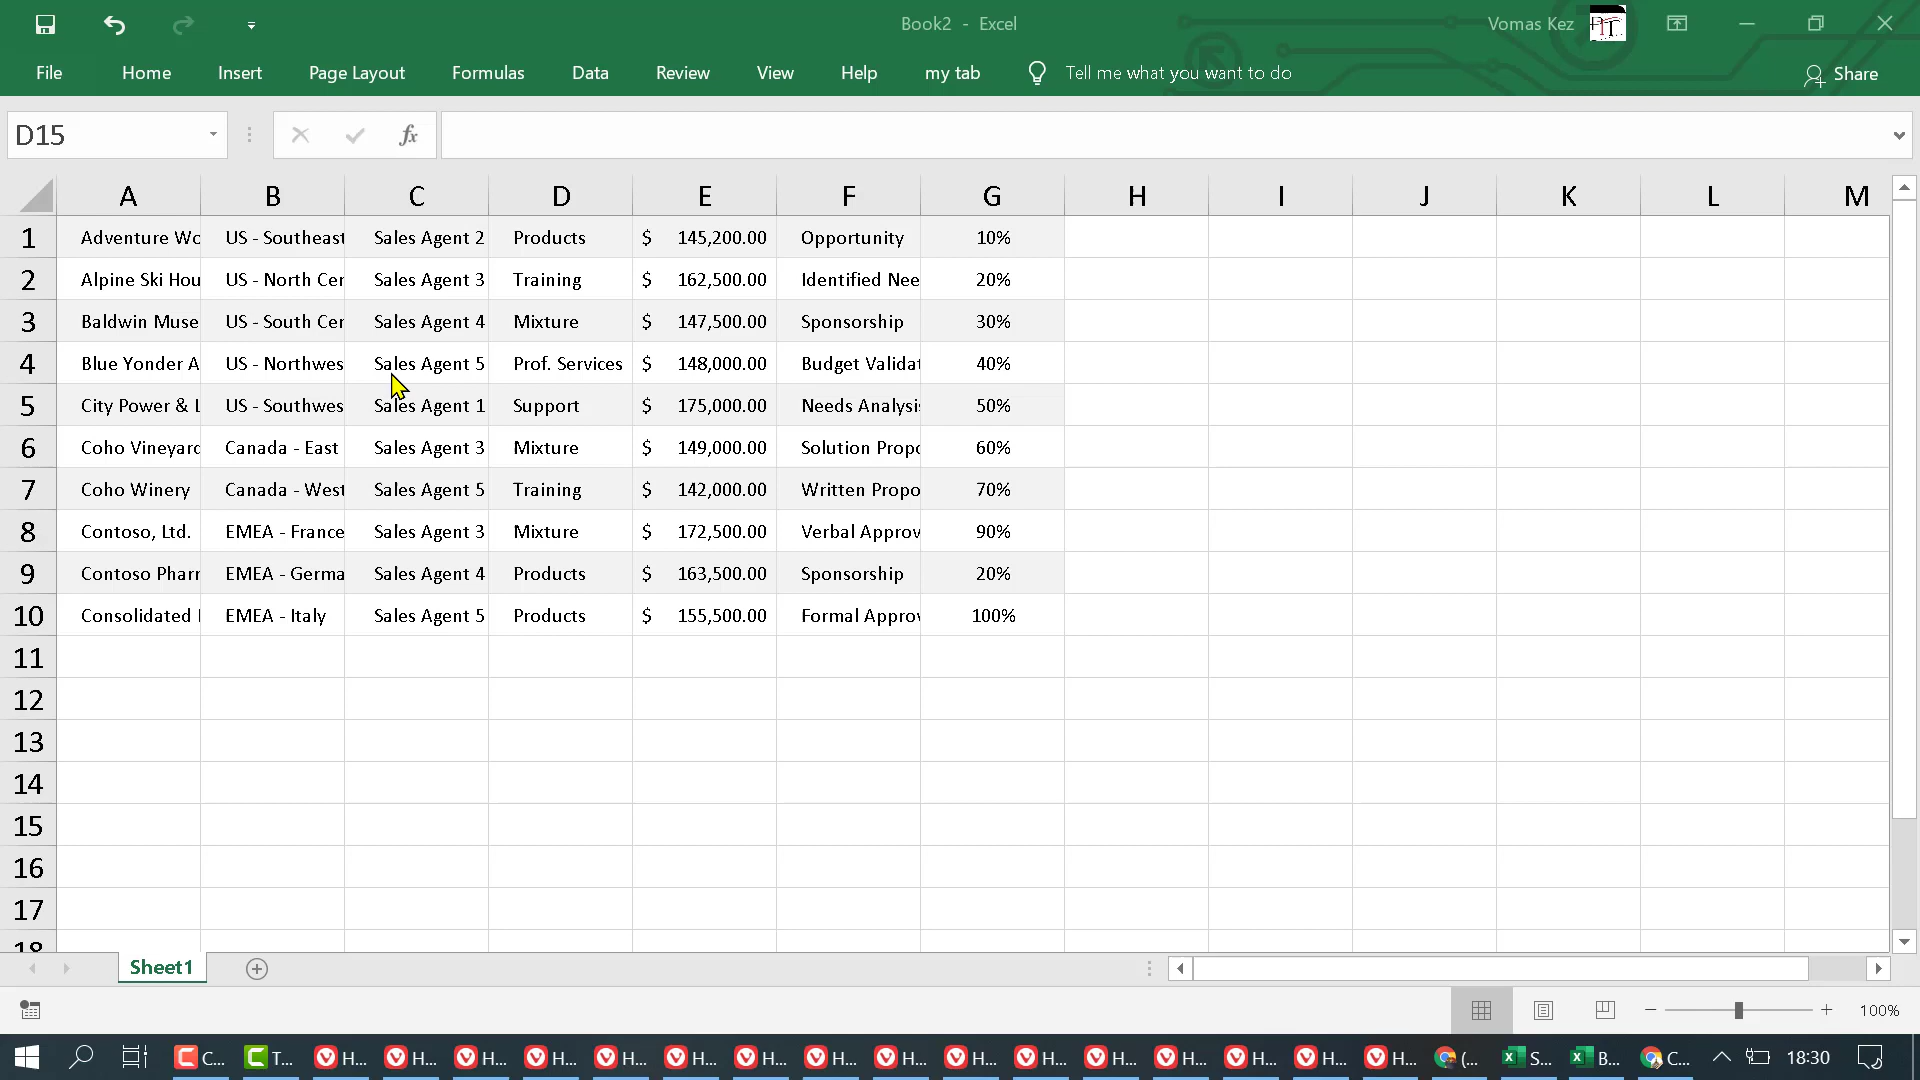 Book2 - Excel
Vomas Kez
File Home Insert Page Layout Formulas Data Review View Help my tab Tell me what you want to do Share
D15 fx
A B C D E F G H I J K L M
1 Adventure Wo US - Southeast Sales Agent 2 Products $ 145,200.00 Opportunity 10%
2 Alpine Ski Hou US - North Cer Sales Agent 3 Training $ 162,500.00 Identified Nee 20%
3 Baldwin Muse US - South Cer Sales Agent 4 Mixture $ 147,500.00 Sponsorship 30%
4 Blue Yonder A US - Northwes Sales Agent 5 Prof. Services $ 148,000.00 Budget Validat 40%
5 City Power & L US - Southwes Sales Agent 1 Support $ 175,000.00 Needs Analysi 50%
6 Coho Vineyard Canada - East Sales Agent 3 Mixture $ 149,000.00 Solution Propo 60%
7 Coho Winery Canada - West Sales Agent 5 Training $ 142,000.00 Written Propo 70%
8 Contoso, Ltd. EMEA - France Sales Agent 3 Mixture $ 172,500.00 Verbal Approv 90%
9 Contoso Pharr EMEA - Germa Sales Agent 4 Products $ 163,500.00 Sponsorship 20%
10 Consolidated EMEA - Italy Sales Agent 5 Products $ 155,500.00 Formal Approv 100%
11
12
13
14
15
16
17
18
Sheet1
100%
C... T... H... H... H... H... H... H... H... H... H... H... H... H... H... H... H... H... (... S... B... C... 18:30